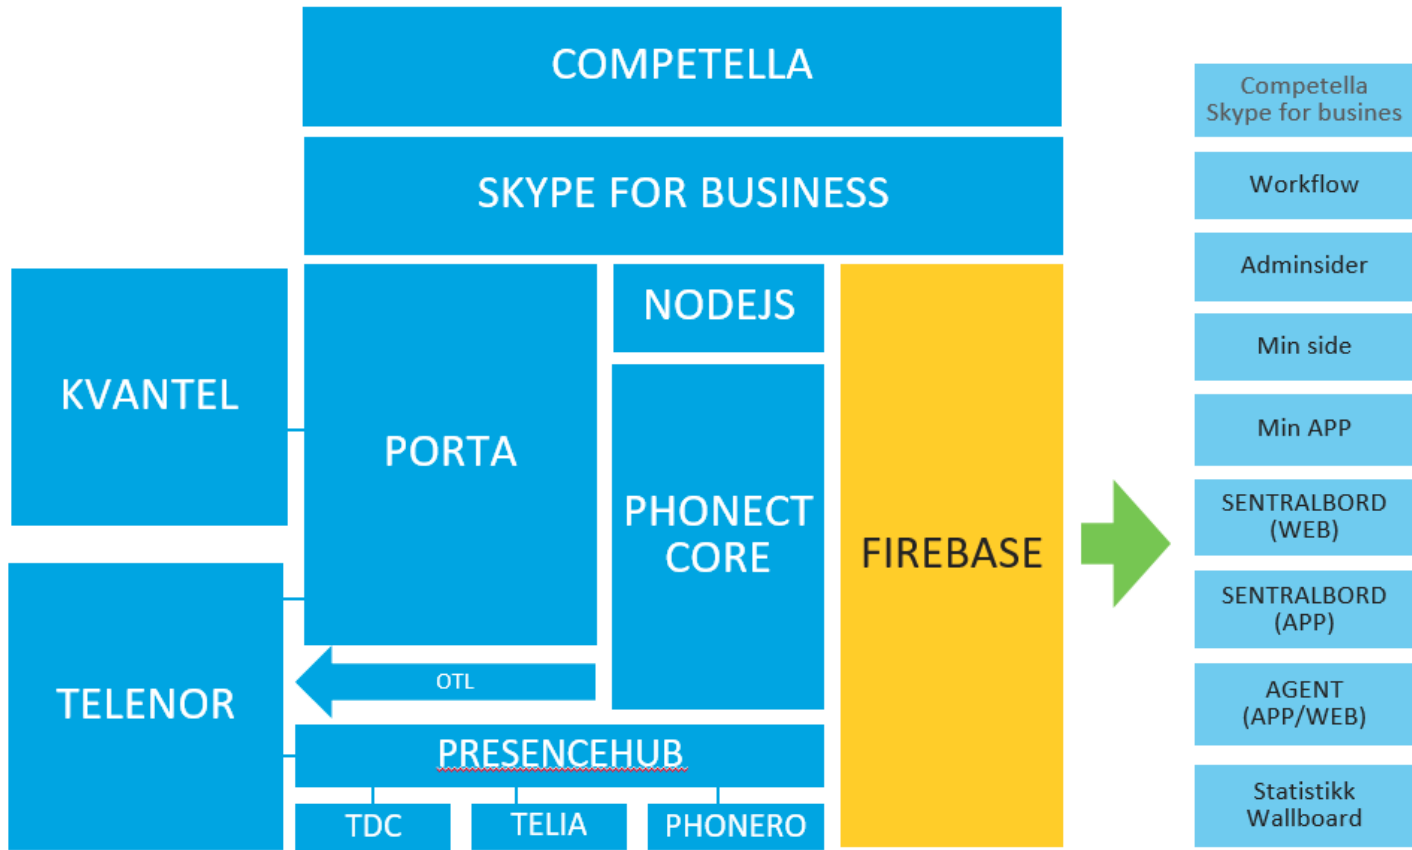 COMPETELLA
SKYPE FOR BUSINESS
KVANTEL
PORTA
NODEJS
PHONECT
CORE
FIREBASE
TELENOR
OTL
PRESENCEHUB
TDC
TELIA
PHONERO
Competella
Skype for busines
Workflow
Adminsider
Min side
Min APP
SENTRALBORD
(WEB)
SENTRALBORD
(APP)
AGENT
(APP/WEB)
Statistikk
Wallboard